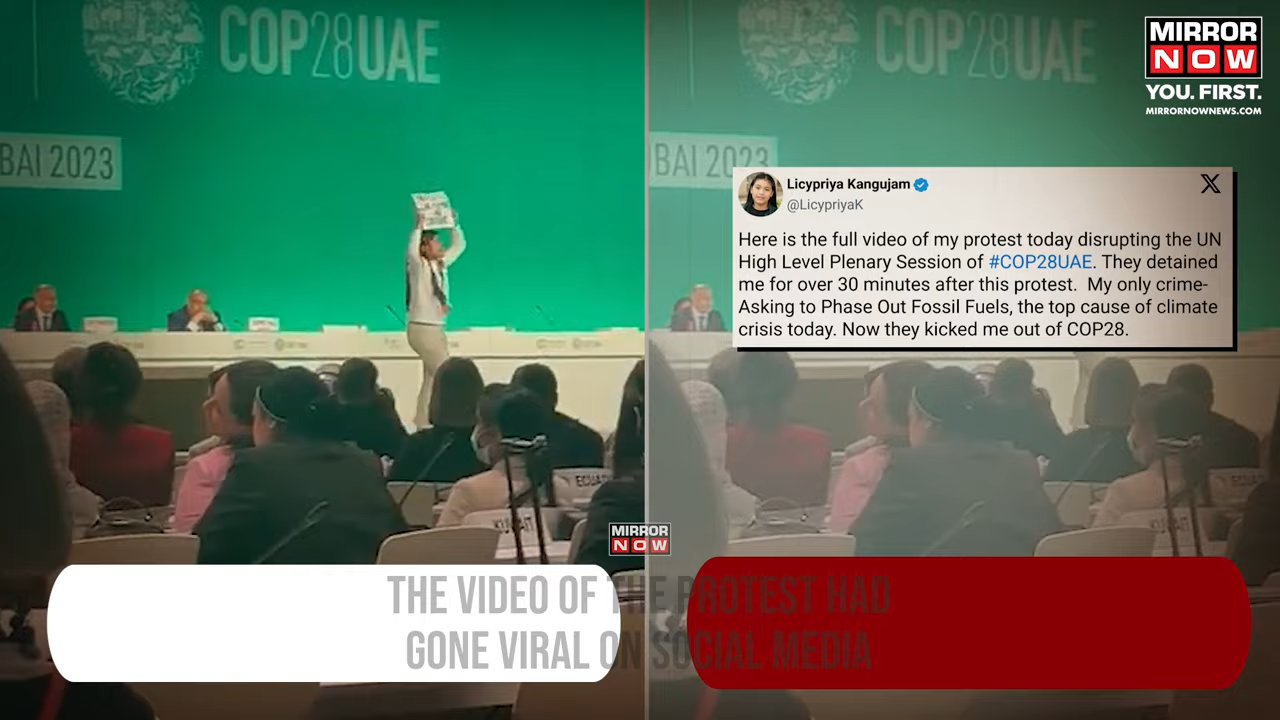 COP28UAE
BAI 2023
COP28UAE
BAI 2023
MIRROR
NOW
YOU. FIRST.
MIRRORNOWNEWS.COM
Licypriya Kangujam
@LicypriyaK
Here is the full video of my protest today disrupting the UN
High Level Plenary Session of #COP28UAE. They detained
me for over 30 minutes after this protest.  My only crime-
Asking to Phase Out Fossil Fuels, the top cause of climate
crisis today. Now they kicked me out of COP28.
ECUAD
KUWAIT
MIRROR
NOW
THE VIDEO OF THE PROTEST HAD
GONE VIRAL ON SOCIAL MEDIA